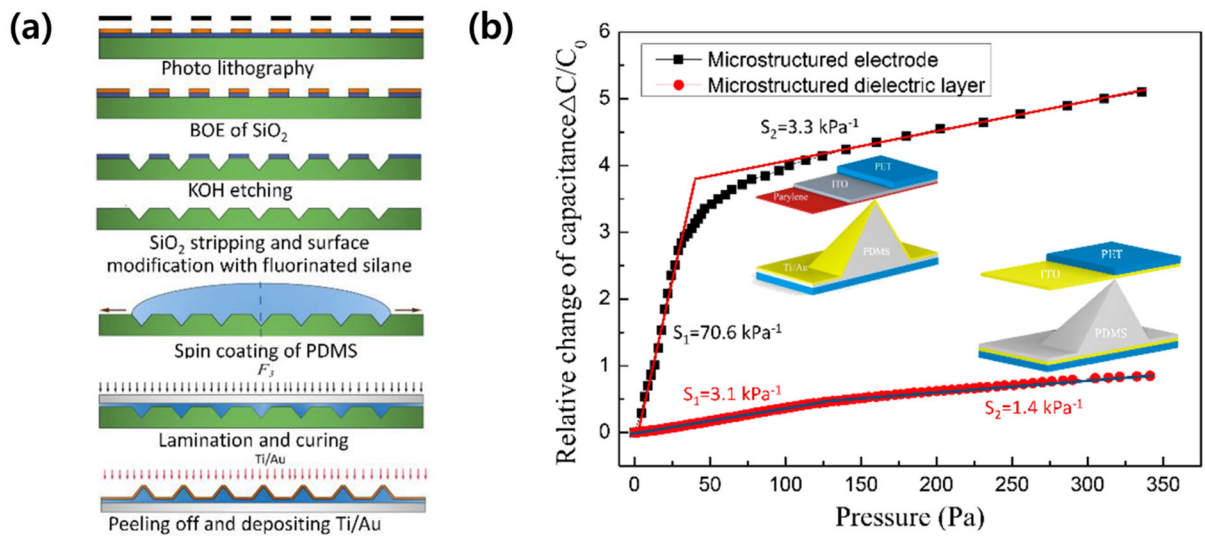 (a)
Photo lithography
BOE of SiO₂
KOH etching
SiO₂ stripping and surface
modification with fluorinated silane
Spin coating of PDMS
F₃
Lamination and curing
Ti/Au
Peeling off and depositing Ti/Au
(b)
Relative change of capacitance△C/C₀
6
5
4
3
2
1
0
Microstructured electrode
Microstructured dielectric layer
S₂=3.3 kPa⁻¹
PET
ITO
Parylene
Ti/Au
PDMS
S₁=70.6 kPa⁻¹
PET
ITO
PDMS
S₁=3.1 kPa⁻¹
S₂=1.4 kPa⁻¹
0 50 100 150 200 250 300 350
Pressure (Pa)